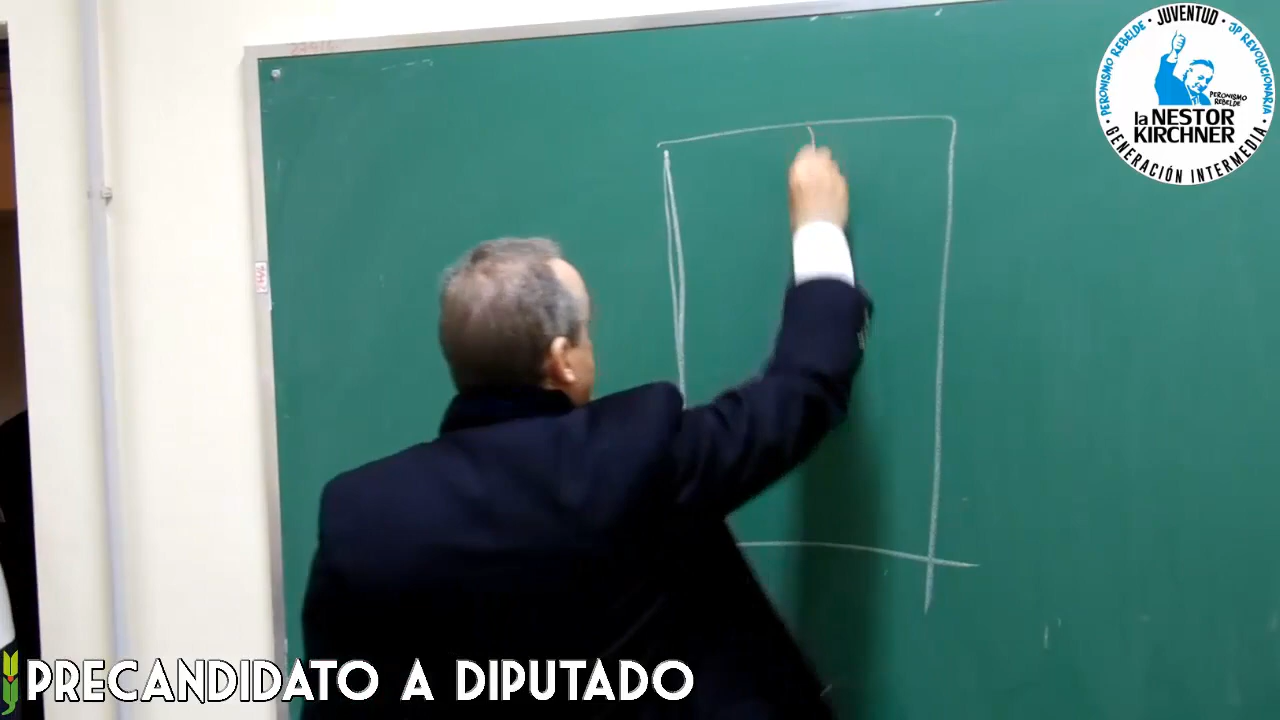 PERONISMO REBELDE · JUVENTUD · JP REVOLUCIONARIA
PERONISMO
REBELDE
la NESTOR
KIRCHNER
· GENERACIÓN INTERMEDIA ·
PRECANDIDATO A DIPUTADO